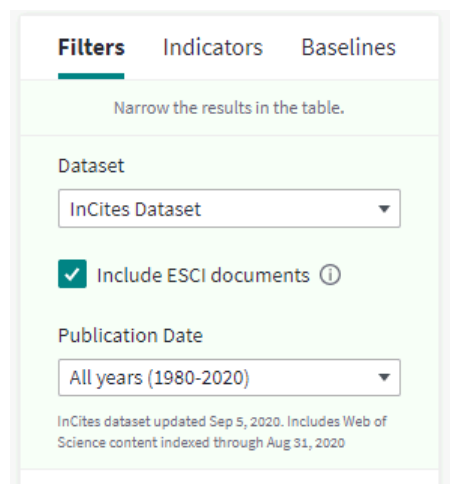 Filters Indicators Baselines
Narrow the results in the table.
Dataset
InCites Dataset
Include ESCI documents
Publication Date
All years (1980-2020)
InCites dataset updated Sep 5, 2020. Includes Web of
Science content indexed through Aug 31, 2020